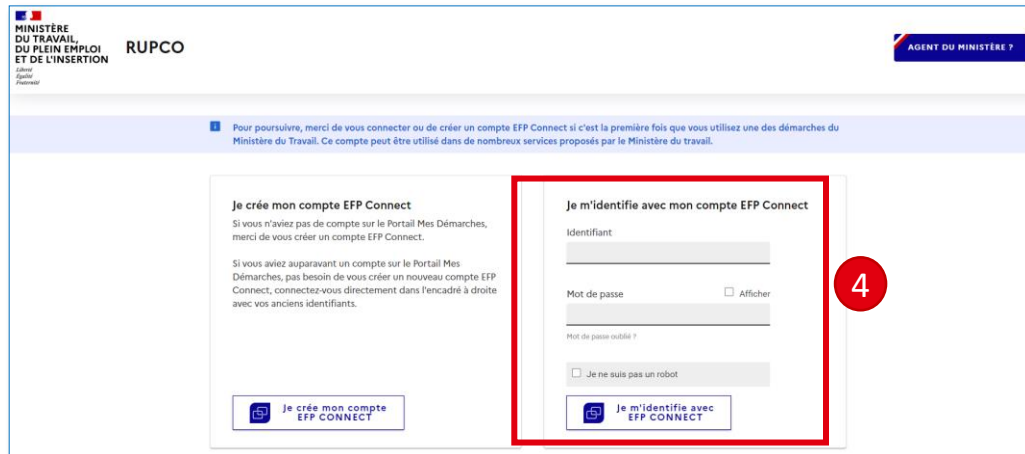 MINISTÈRE
DU TRAVAIL,
DU PLEIN EMPLOI
ET DE L'INSERTION
Liberté
Égalité
Fraternité
RUPCO
AGENT DU MINISTÈRE ?
Pour poursuivre, merci de vous connecter ou de créer un compte EFP Connect si c'est la première fois que vous utilisez une des démarches du
Ministère du Travail. Ce compte peut être utilisé dans de nombreux services proposés par le Ministère du travail.
Je crée mon compte EFP Connect
Si vous n'aviez pas de compte sur le Portail Mes Démarches,
merci de vous créer un compte EFP Connect.
Si vous aviez auparavant un compte sur le Portail Mes
Démarches, pas besoin de vous créer un nouveau compte EFP
Connect, connectez-vous directement dans l'encadré à droite
avec vos anciens identifiants.
Je crée mon compte
EFP CONNECT
Je m'identifie avec mon compte EFP Connect
Identifiant
Mot de passe
Afficher
Mot de passe oublié ?
Je ne suis pas un robot
Je m'identifie avec
EFP CONNECT
4